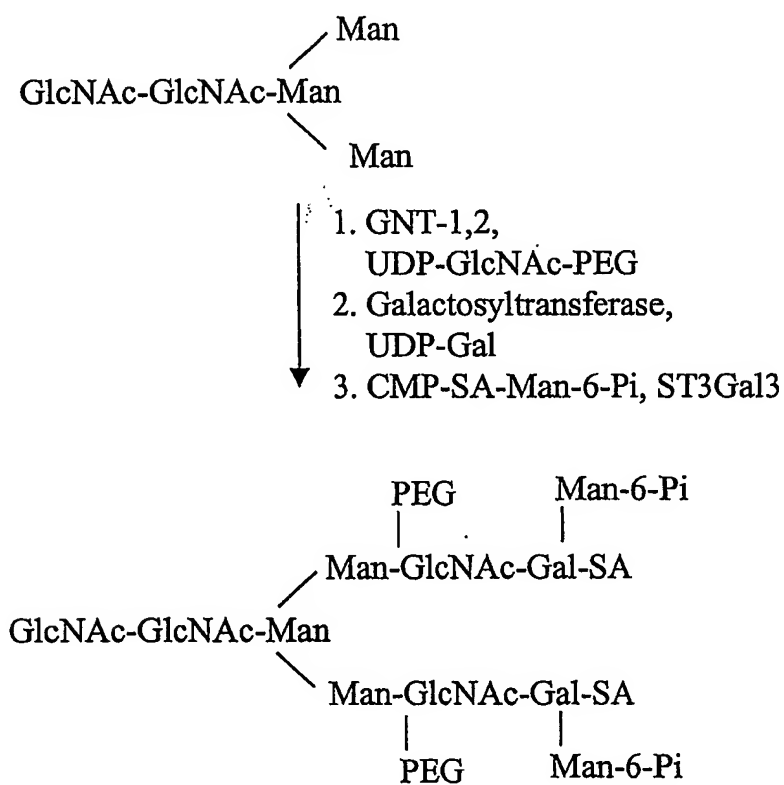 Man
GlcNAc-GlcNAc-Man
Man
1. GNT-1,2,
UDP-GlcNAc-PEG
2. Galactosyltransferase,
UDP-Gal
3. CMP-SA-Man-6-Pi, ST3Gal3
PEG Man-6-Pi
Man-GlcNAc-Gal-SA
GlcNAc-GlcNAc-Man
Man-GlcNAc-Gal-SA
PEG Man-6-Pi